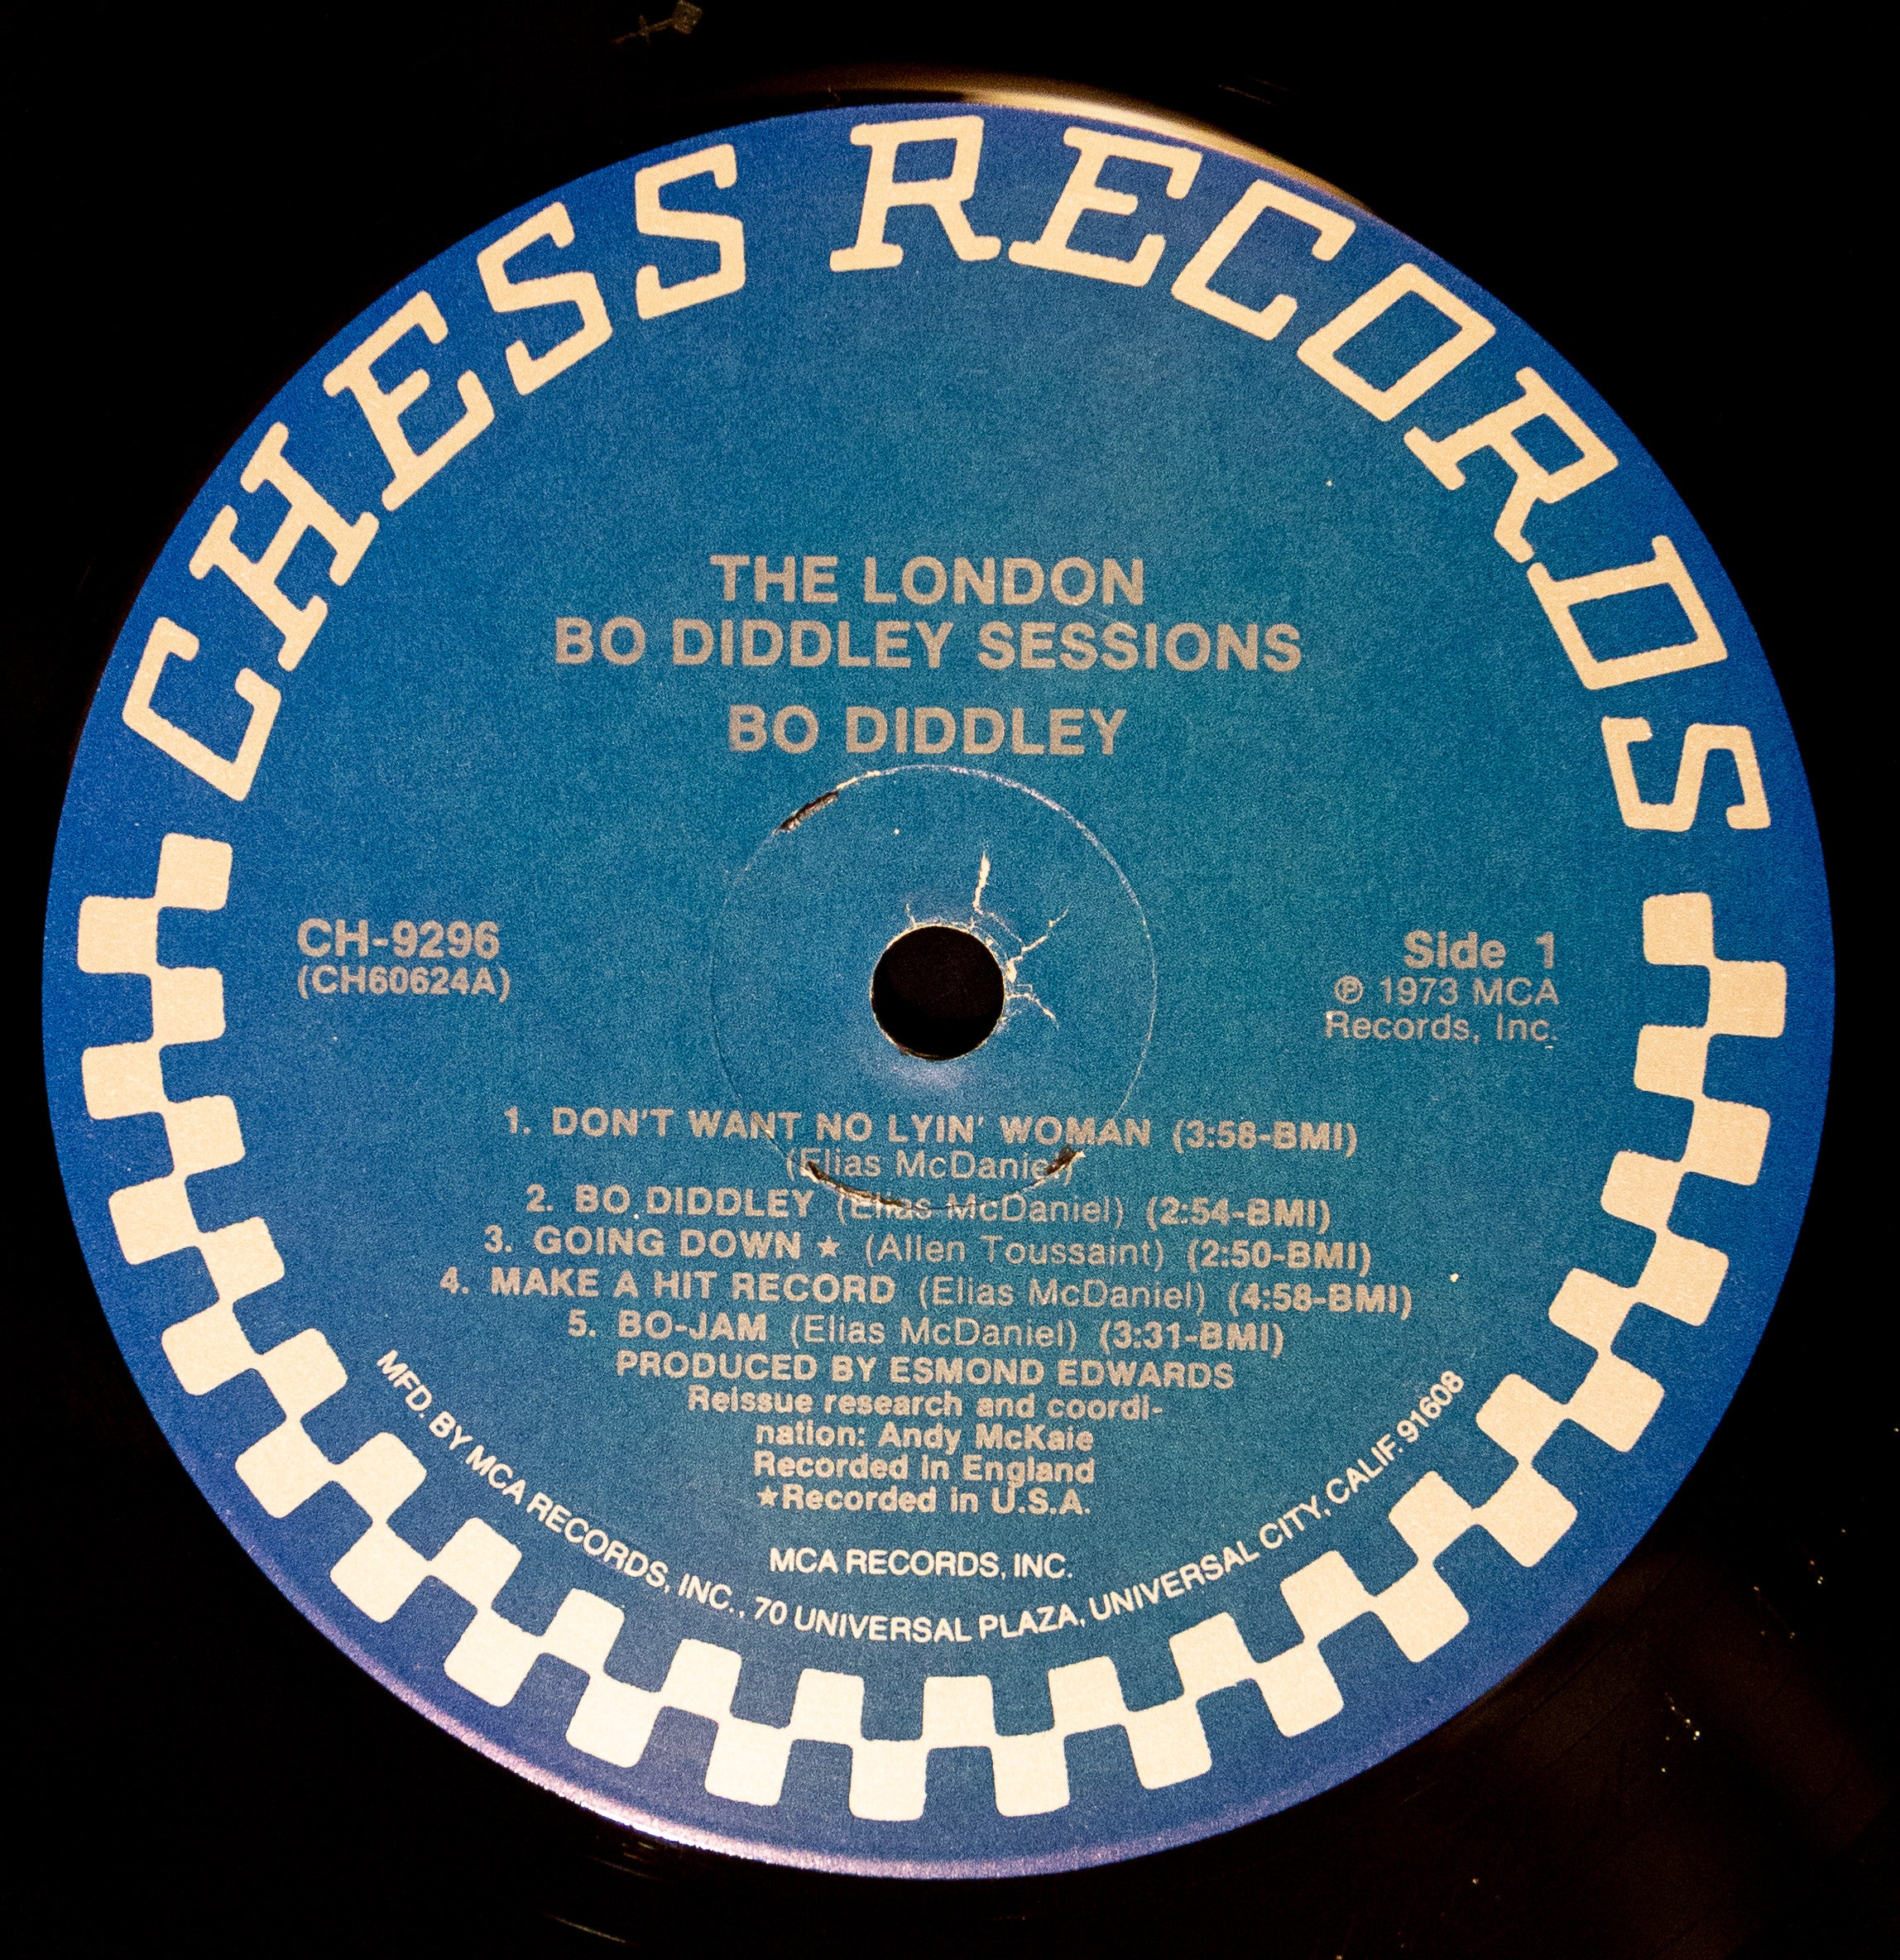 CHESS RECORDS
THE LONDON
BO DIDDLEY SESSIONS
BO DIDDLEY
CH-9296
(CH60624A)
Side 1
℗ 1973 MCA
Records, Inc.
1. DON'T WANT NO LYIN' WOMAN (3:58-BMI)
(Elias McDaniel)
2. BO DIDDLEY (Elias McDaniel) (2:54-BMI)
3. GOING DOWN ★ (Allen Toussaint) (2:50-BMI)
4. MAKE A HIT RECORD (Elias McDaniel) (4:58-BMI)
5. BO-JAM (Elias McDaniel) (3:31-BMI)
PRODUCED BY ESMOND EDWARDS
Reissue research and coordi-
nation: Andy McKaie
Recorded in England
★Recorded in U.S.A.
MCA RECORDS, INC.
MFD. BY MCA RECORDS, INC., 70 UNIVERSAL PLAZA, UNIVERSAL CITY, CALIF. 91608